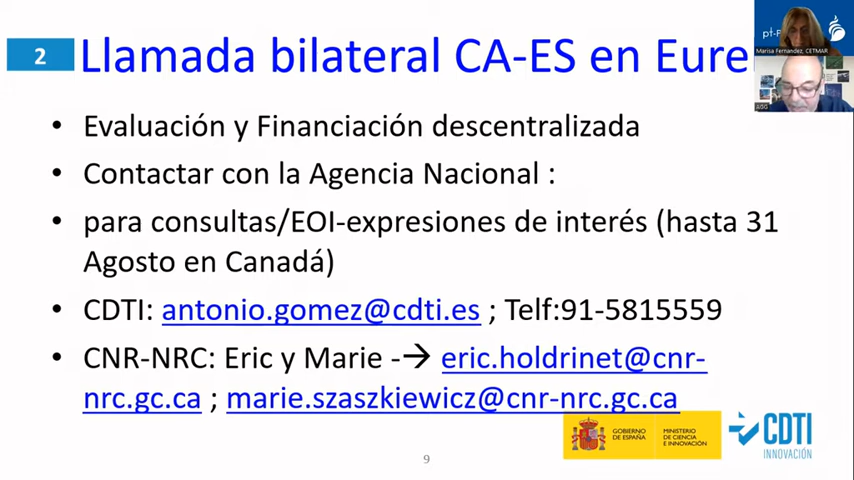 2
Llamada bilateral CA-ES en Eure
• Evaluación y Financiación descentralizada
• Contactar con la Agencia Nacional :
• para consultas/EOI-expresiones de interés (hasta 31
Agosto en Canadá)
• CDTI: antonio.gomez@cdti.es ; Telf:91-5815559
• CNR-NRC: Eric y Marie -→ eric.holdrinet@cnr-
nrc.gc.ca ; marie.szaszkiewicz@cnr-nrc.gc.ca
GOBIERNO
DE ESPAÑA
MINISTERIO
DE CIENCIA
E INNOVACIÓN
CDTI
INNOVACIÓN
9
Marisa Fernandez, CETMAR